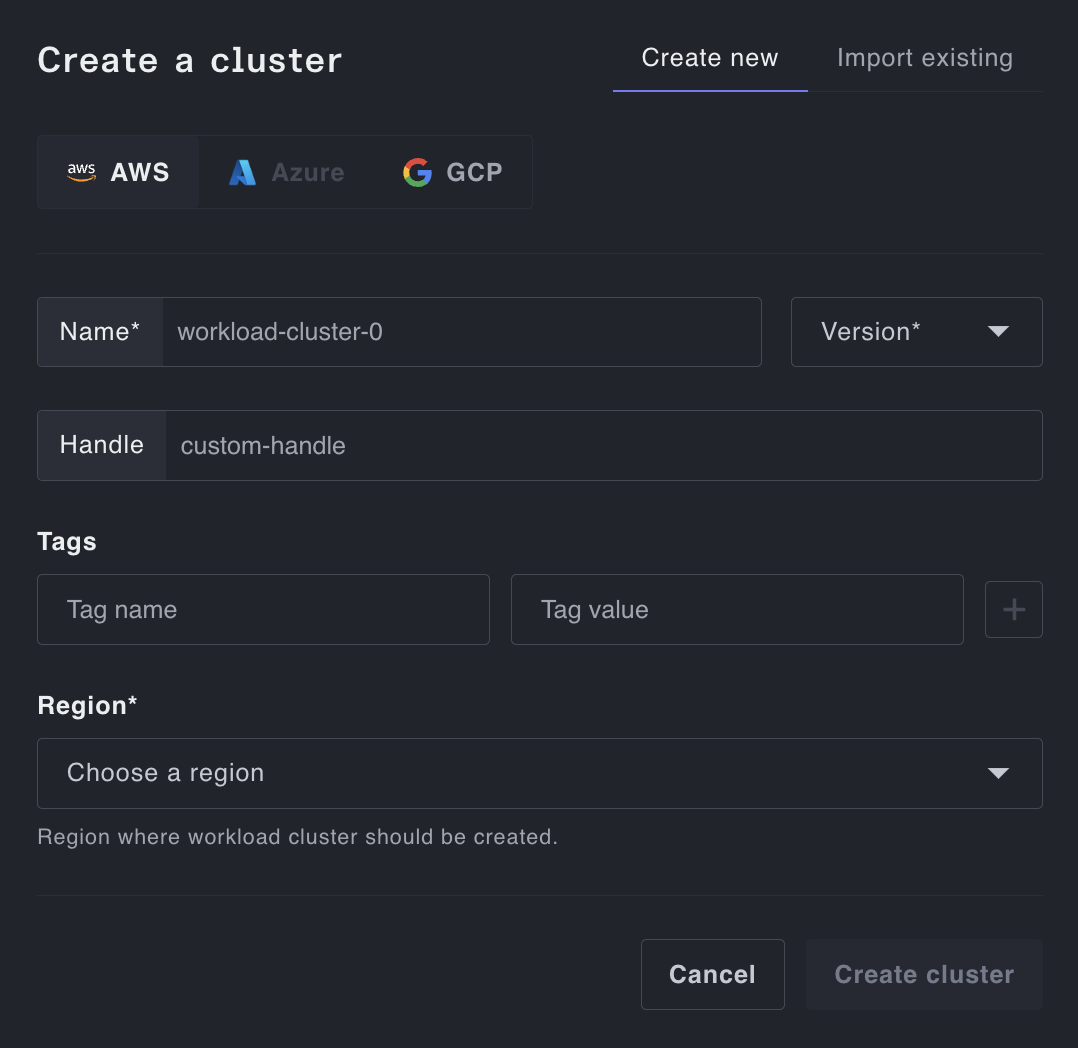 Create a cluster
Create new Import existing
aws AWS Azure GCP
Name* workload-cluster-0 Version*
Handle custom-handle
Tags
Tag name Tag value +
Region*
Choose a region
Region where workload cluster should be created.
Cancel Create cluster